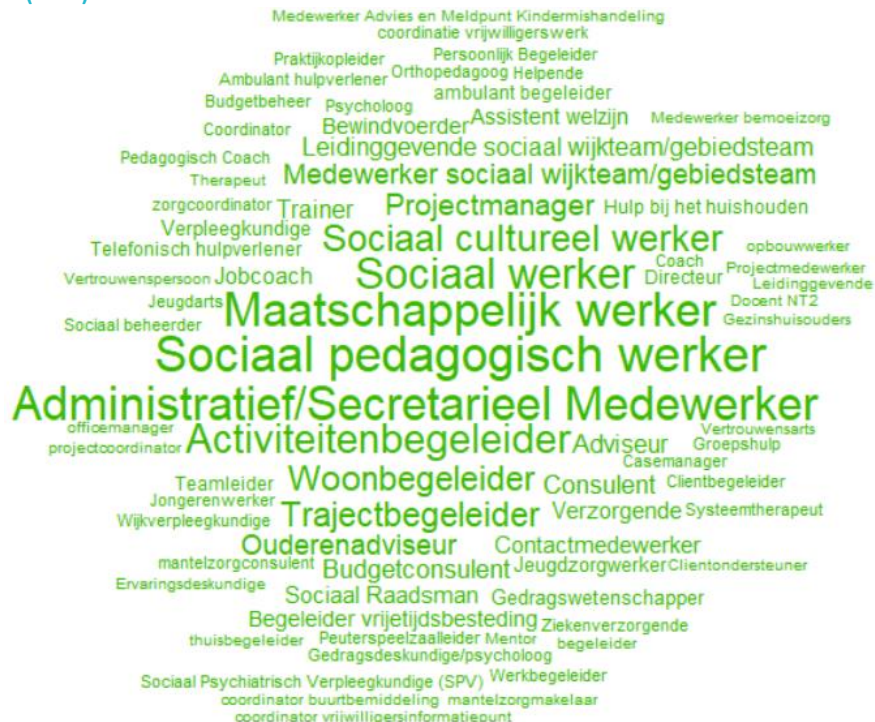 Medewerker Advies en Meldpunt Kindermishandeling
coordinatie vrijwilligerswerk
Praktijkopleider
Persoonlijk Begeleider
Ambulant hulpverlener
Orthopedagoog
Helpende
Budgetbeheer
Psycholoog
ambulant begeleider
Coordinator
Bewindvoerder
Assistent welzijn
Medewerker bemoeizorg
Pedagogisch Coach
Leidinggevende sociaal wijkteam/gebiedsteam
Therapeut
Medewerker sociaal wijkteam/gebiedsteam
zorgcoordinator
Trainer
Projectmanager
Hulp bij het huishouden
Verpleegkundige
Telefonisch hulpverlener
Sociaal cultureel werker
opbouwwerker
Vertrouwenspersoon
Jobcoach
Sociaal werker
Coach
Directeur
Projectmedewerker
Leidinggevende
Jeugdarts
Sociaal beheerder
Maatschappelijk werker
Docent NT2
Gezinshuisouders
Sociaal pedagogisch werker
Administratief/Secretarieel Medewerker
officemanager
projectcoordinator
Activiteitenbegeleider
Adviseur
Vertrouwensarts
Groepshulp
Casemanager
Teamleider
Woonbegeleider
Consulent
Clientbegeleider
Jongerenwerker
Wijkverpleegkundige
Trajectbegeleider
Verzorgende
Systeemtherapeut
Ouderenadviseur
Contactmedewerker
mantelzorgconsulent
Budgetconsulent
Jeugdzorgwerker
Clientondersteuner
Ervaringsdeskundige
Sociaal Raadsman
Gedragswetenschapper
Begeleider vrijetijdsbesteding
Ziekenverzorgende
thuisbegeleider
Peuterspeelzaalleider
Mentor
begeleider
Gedragsdeskundige/psycholoog
Sociaal Psychiatrisch Verpleegkundige (SPV)
Werkbegeleider
coordinator buurtbemiddeling
mantelzorgmakelaar
coordinator vrijwilligersinformatiepunt